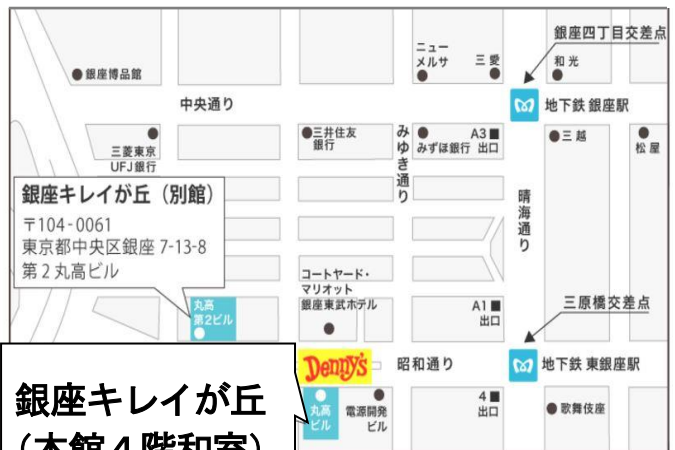 銀座四丁目交差点
ニュー
メルサ
三愛
和光
銀座博品館
中央通り
地下鉄 銀座駅
三菱東京
UFJ銀行
三井住友
銀行
みゆき通り
みずほ銀行
A3
出口
三越
松屋
銀座キレイが丘（別館）
〒104-0061
東京都中央区銀座 7-13-8
第２丸高ビル
晴海通り
コートヤード・
マリオット
銀座東武ホテル
丸高
第2ビル
A1
出口
三原橋交差点
Denny's
昭和通り
地下鉄 東銀座駅
銀座キレイが丘
（本館４階和室）
丸高
ビル
電源開発
ビル
4
出口
歌舞伎座